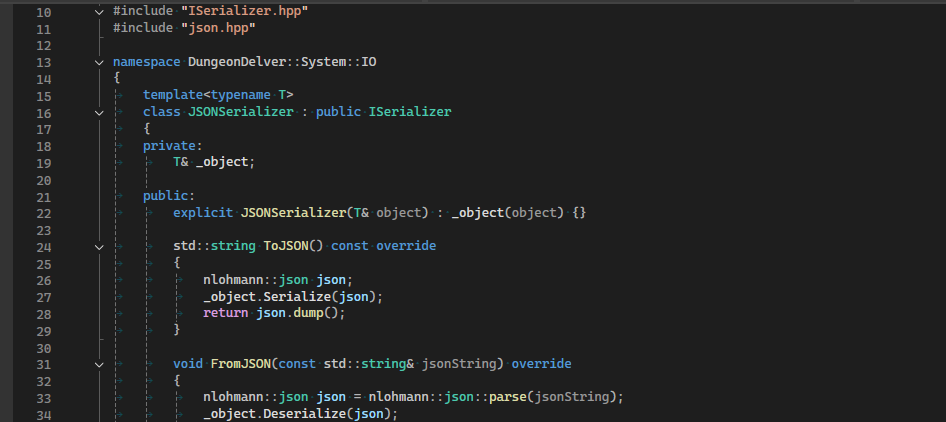 10 #include "ISerializer.hpp"
11 #include "json.hpp"
12
13 namespace DungeonDelver::System::IO
14 {
15 template<typename T>
16 class JSONSerializer : public ISerializer
17 {
18 private:
19 T& _object;
20
21 public:
22 explicit JSONSerializer(T& object) : _object(object) {}
23
24 std::string ToJSON() const override
25 {
26 nlohmann::json json;
27 _object.Serialize(json);
28 return json.dump();
29 }
30
31 void FromJSON(const std::string& jsonString) override
32 {
33 nlohmann::json json = nlohmann::json::parse(jsonString);
34 _object.Deserialize(json);